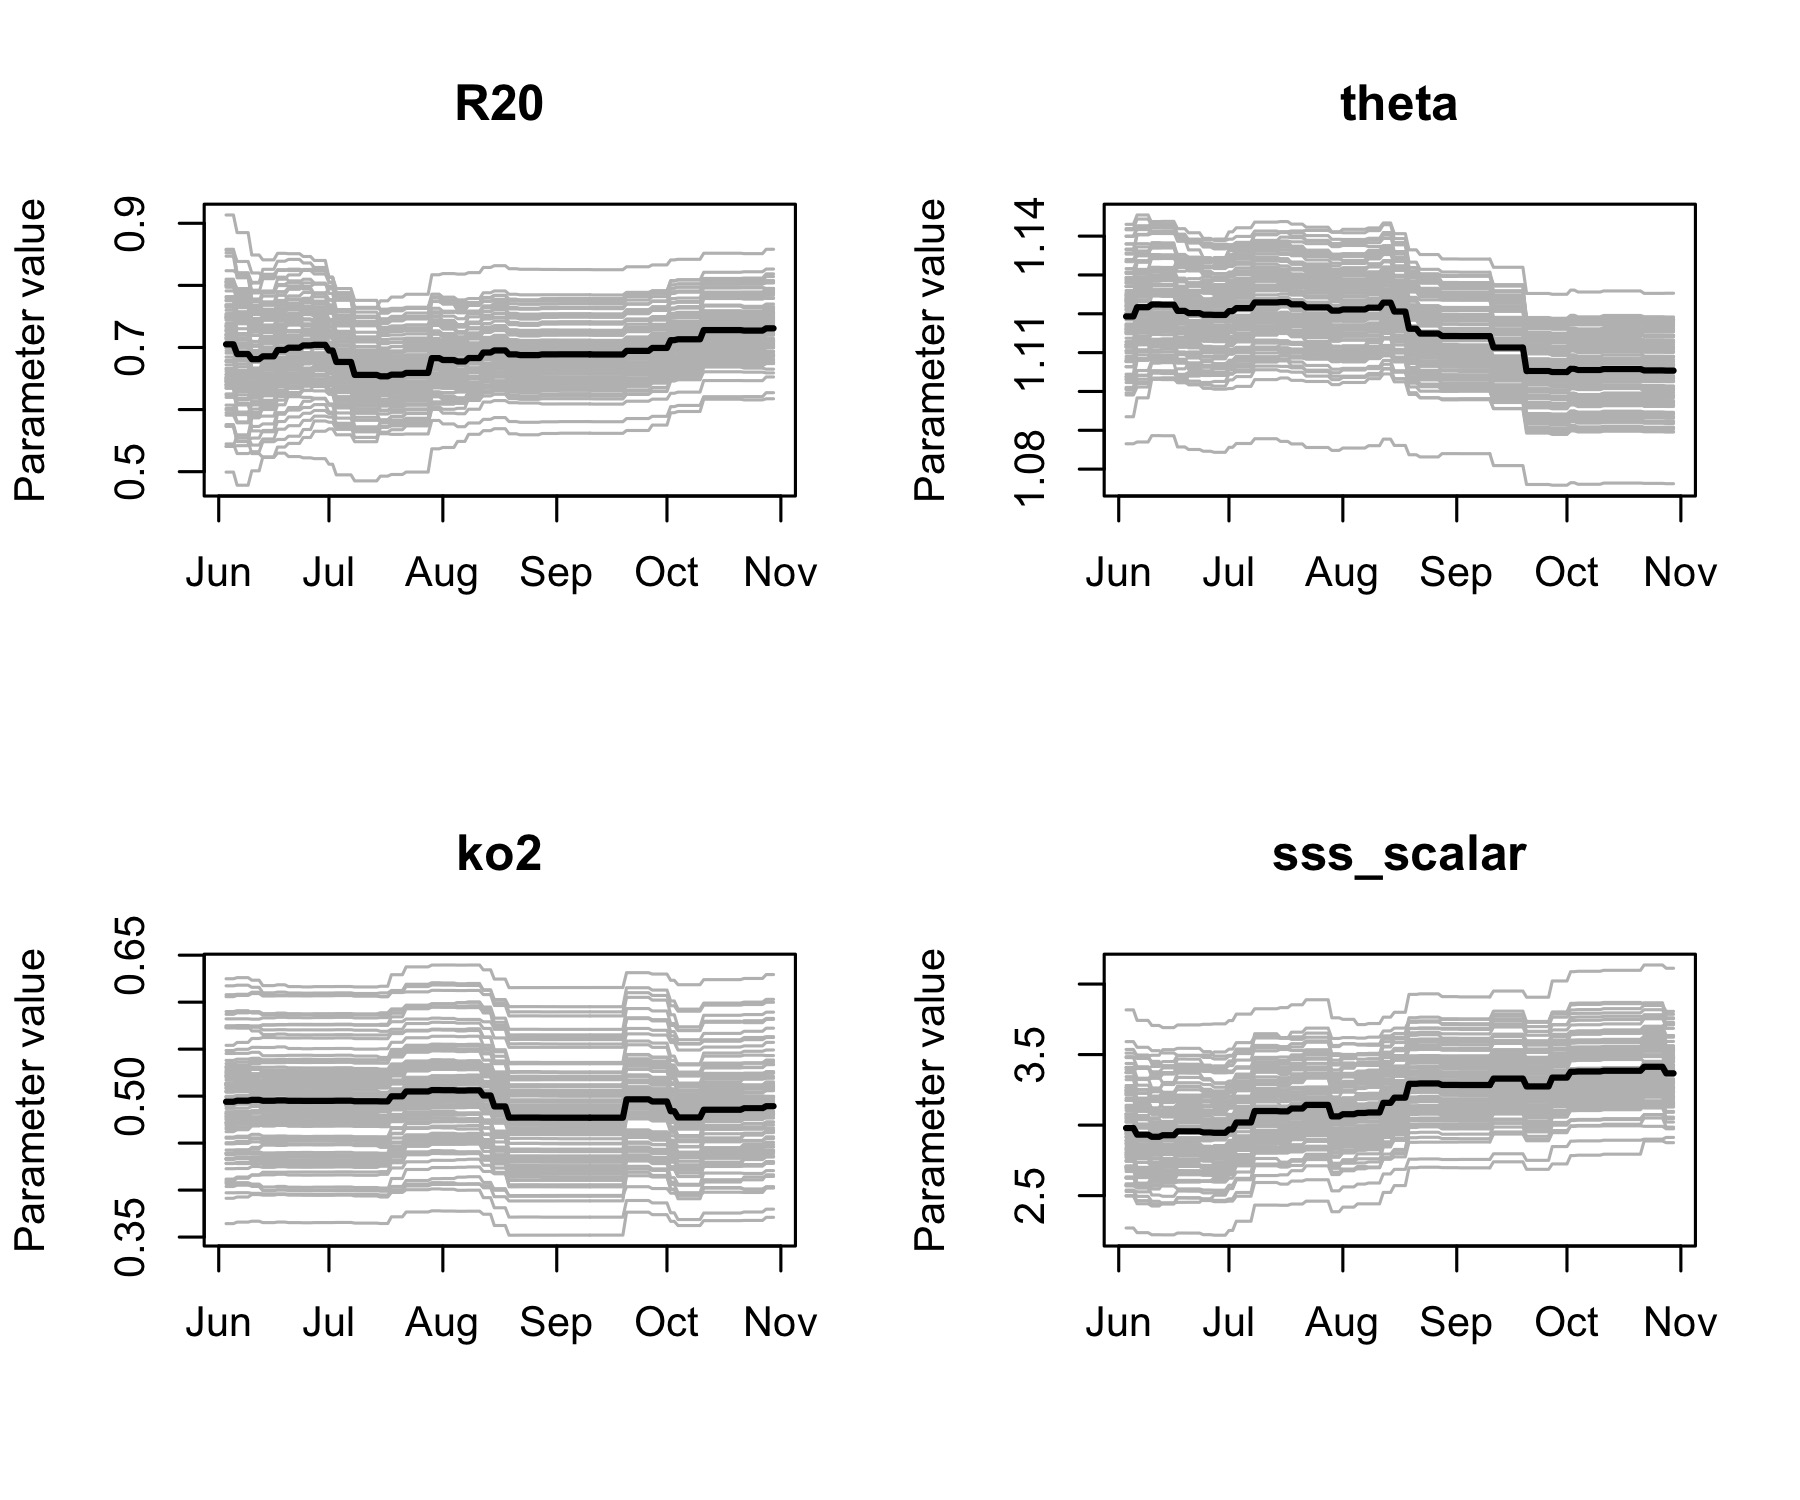 R20
theta
Parameter value
0.5 0.7 0.9
Jun Jul Aug Sep Oct Nov
Parameter value
1.08 1.11 1.14
Jun Jul Aug Sep Oct Nov
ko2
sss_scalar
Parameter value
0.35 0.50 0.65
Jun Jul Aug Sep Oct Nov
Parameter value
2.5 3.5
Jun Jul Aug Sep Oct Nov